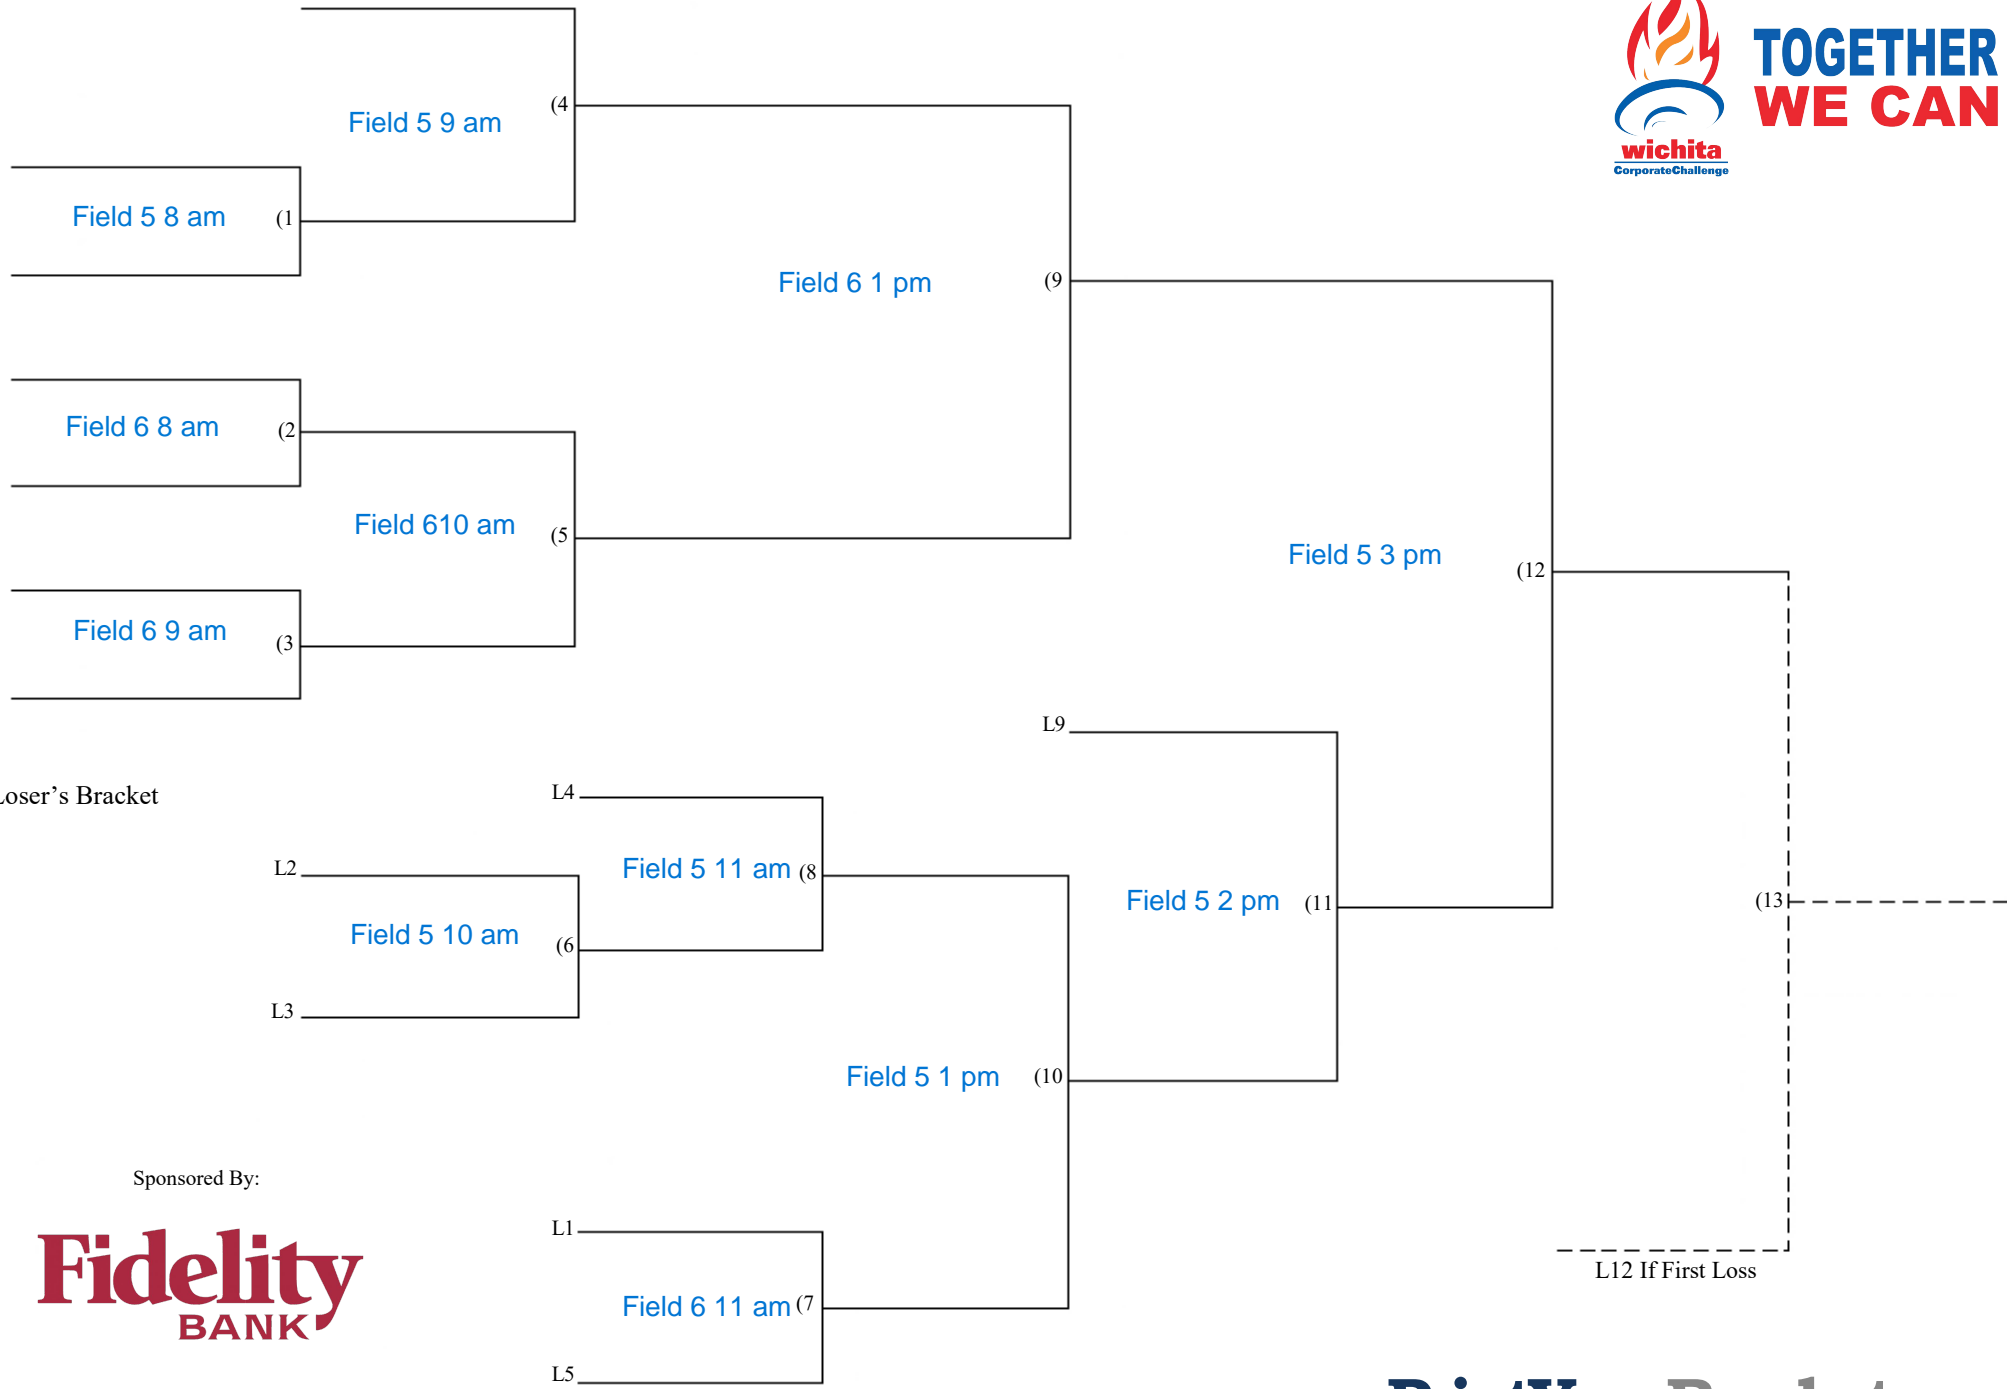 TOGETHER
WE CAN
wichita
CorporateChallenge
Field 5 9 am
(4
Field 5 8 am
(1
Field 6 1 pm
(9
Field 6 8 am
(2
Field 610 am
(5
Field 5 3 pm
(12
Field 6 9 am
(3
L9
Loser’s Bracket
L4
L2
Field 5 11 am (8
Field 5 2 pm
(11
(13
Field 5 10 am
(6
L3
Field 5 1 pm
(10
Sponsored By:
L1
Fidelity
BANK
L12 If First Loss
Field 6 11 am (7
L5